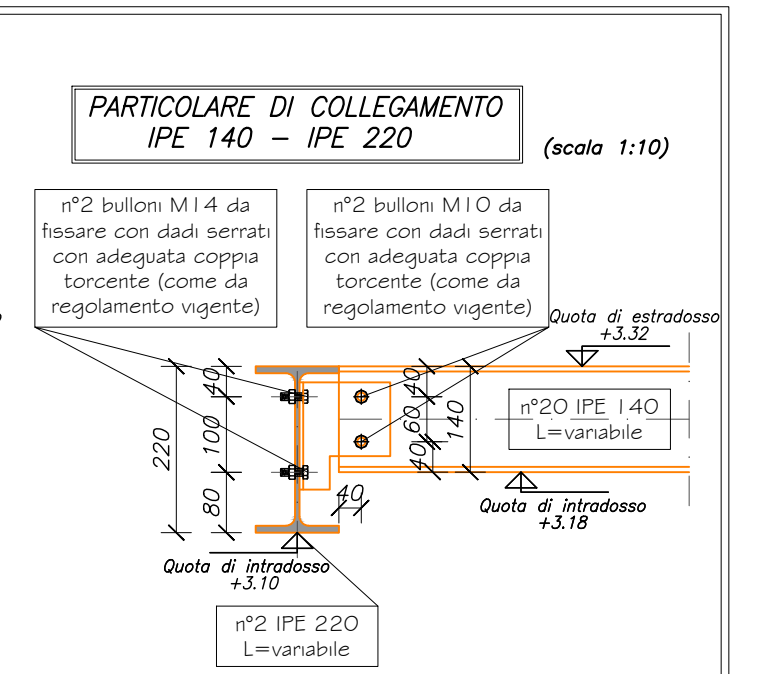 PARTICOLARE DI COLLEGAMENTO
IPE 140 – IPE 220
(scala 1:10)
n°2 bulloni M14 da
fissare con dadi serrati
con adeguata coppia
torcente (come da
regolamento vigente)
n°2 bulloni M10 da
fissare con dadi serrati
con adeguata coppia
torcente (come da
regolamento vigente)
Quota di estradosso
+3.32
40
100
80
220
40
60
40
140
40
n°20 IPE 140
L=variabile
Quota di intradosso
+3.18
Quota di intradosso
+3.10
n°2 IPE 220
L=variabile